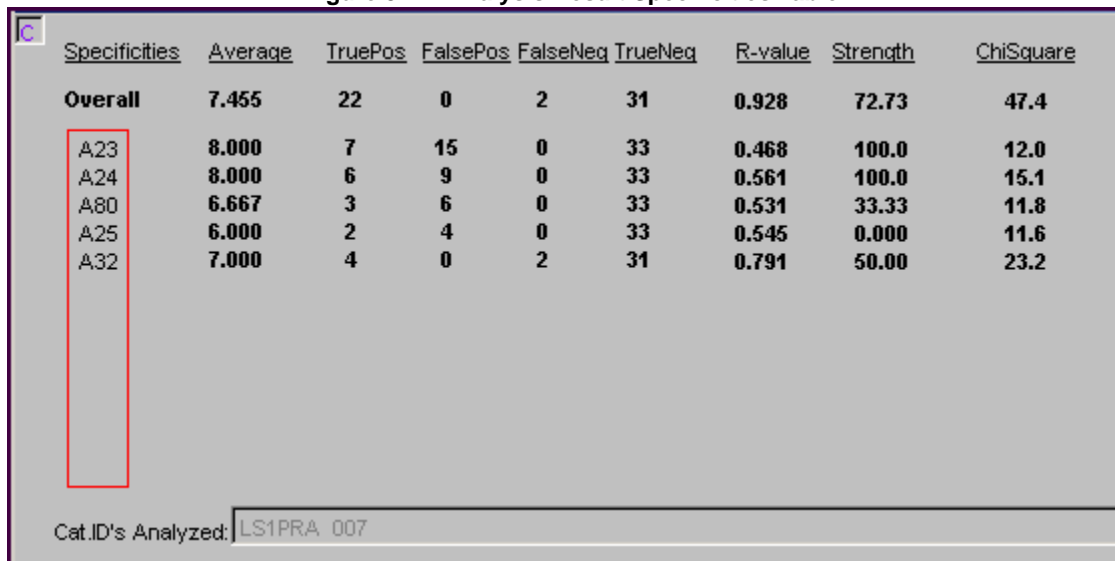 C
Specificities Average TruePos FalsePos FalseNeg TrueNeg R-value Strength ChiSquare
Overall 7.455 22 0 2 31 0.928 72.73 47.4
A23 8.000 7 15 0 33 0.468 100.0 12.0
A24 8.000 6 9 0 33 0.561 100.0 15.1
A80 6.667 3 6 0 33 0.531 33.33 11.8
A25 6.000 2 4 0 33 0.545 0.000 11.6
A32 7.000 4 0 2 31 0.791 50.00 23.2
Cat.ID's Analyzed: LS1PRA 007